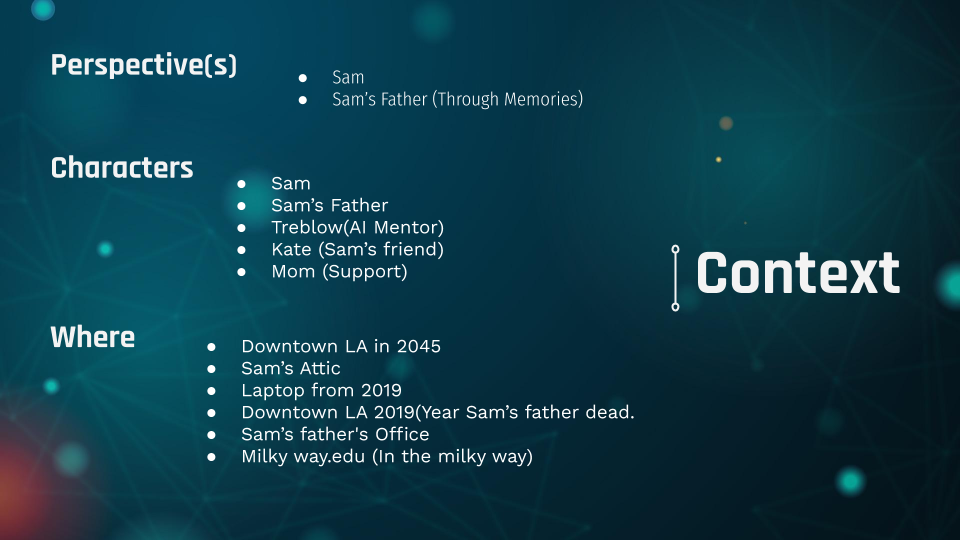 Perspective(s)
● Sam
● Sam's Father (Through Memories)
Characters
● Sam
● Sam's Father
● Treblow(AI Mentor)
● Kate (Sam's friend)
● Mom (Support)
Context
Where
● Downtown LA in 2045
● Sam's Attic
● Laptop from 2019
● Downtown LA 2019(Year Sam's father dead.
● Sam's father's Office
● Milky way.edu (In the milky way)